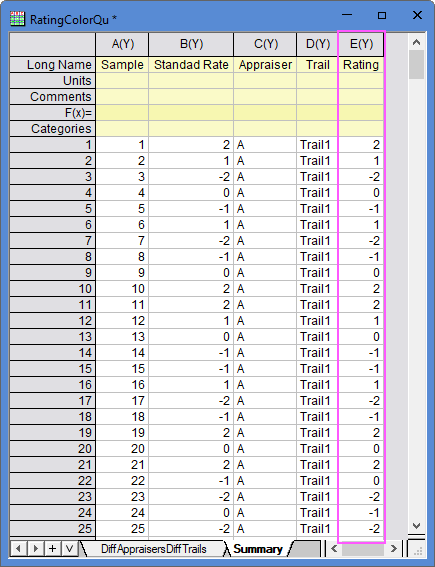 RatingColorQu *
A(Y) B(Y) C(Y) D(Y) E(Y)
Long Name Sample Standad Rate Appraiser Trail Rating
Units
Comments
F(x)=
Categories
1 1 2 A Trail1 2
2 2 1 A Trail1 1
3 3 -2 A Trail1 -2
4 4 0 A Trail1 0
5 5 -1 A Trail1 -1
6 6 1 A Trail1 1
7 7 -2 A Trail1 -2
8 8 -1 A Trail1 -1
9 9 0 A Trail1 0
10 10 2 A Trail1 2
11 11 2 A Trail1 2
12 12 1 A Trail1 1
13 13 0 A Trail1 0
14 14 -1 A Trail1 -1
15 15 -1 A Trail1 -1
16 16 1 A Trail1 1
17 17 -2 A Trail1 -2
18 18 -1 A Trail1 -1
19 19 2 A Trail1 2
20 20 0 A Trail1 0
21 21 2 A Trail1 2
22 22 -1 A Trail1 0
23 23 -2 A Trail1 -2
24 24 0 A Trail1 -1
25 25 -2 A Trail1 -2
DiffAppraisersDiffTrails Summary